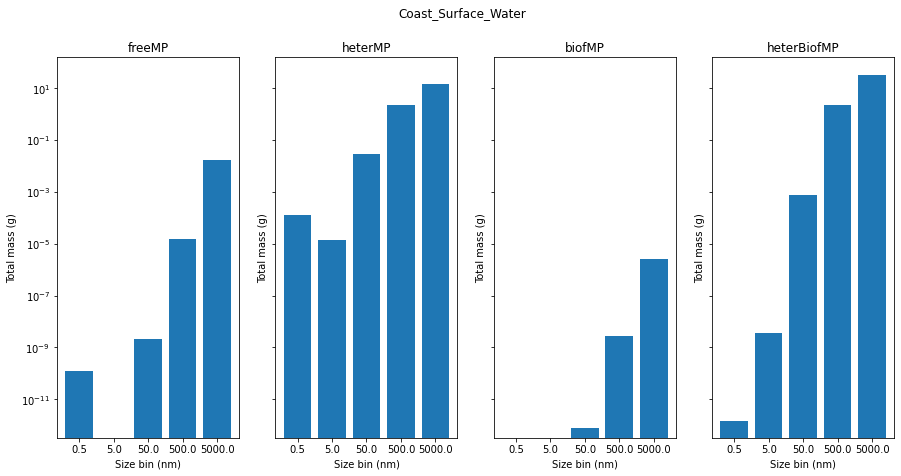 Coast_Surface_Water
freeMP
heterMP
biofMP
heterBiofMP
Total mass (g)
10^1
10^-1
10^-3
10^-5
10^-7
10^-9
10^-11
0.5 5.0 50.0 500.0 5000.0
Size bin (nm)
Total mass (g)
0.5 5.0 50.0 500.0 5000.0
Size bin (nm)
Total mass (g)
0.5 5.0 50.0 500.0 5000.0
Size bin (nm)
Total mass (g)
0.5 5.0 50.0 500.0 5000.0
Size bin (nm)